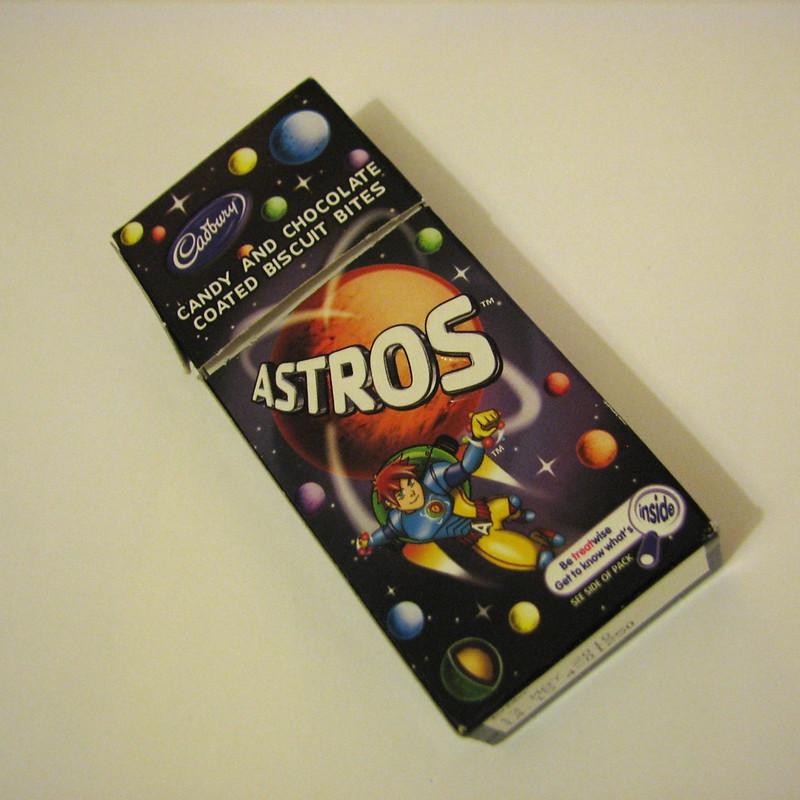 Cadbury
CANDY AND CHOCOLATE
COATED BISCUIT BITES
ASTROS™
TM
inside
Be treatwise
Get to know what's
SEE SIDE OF PACK